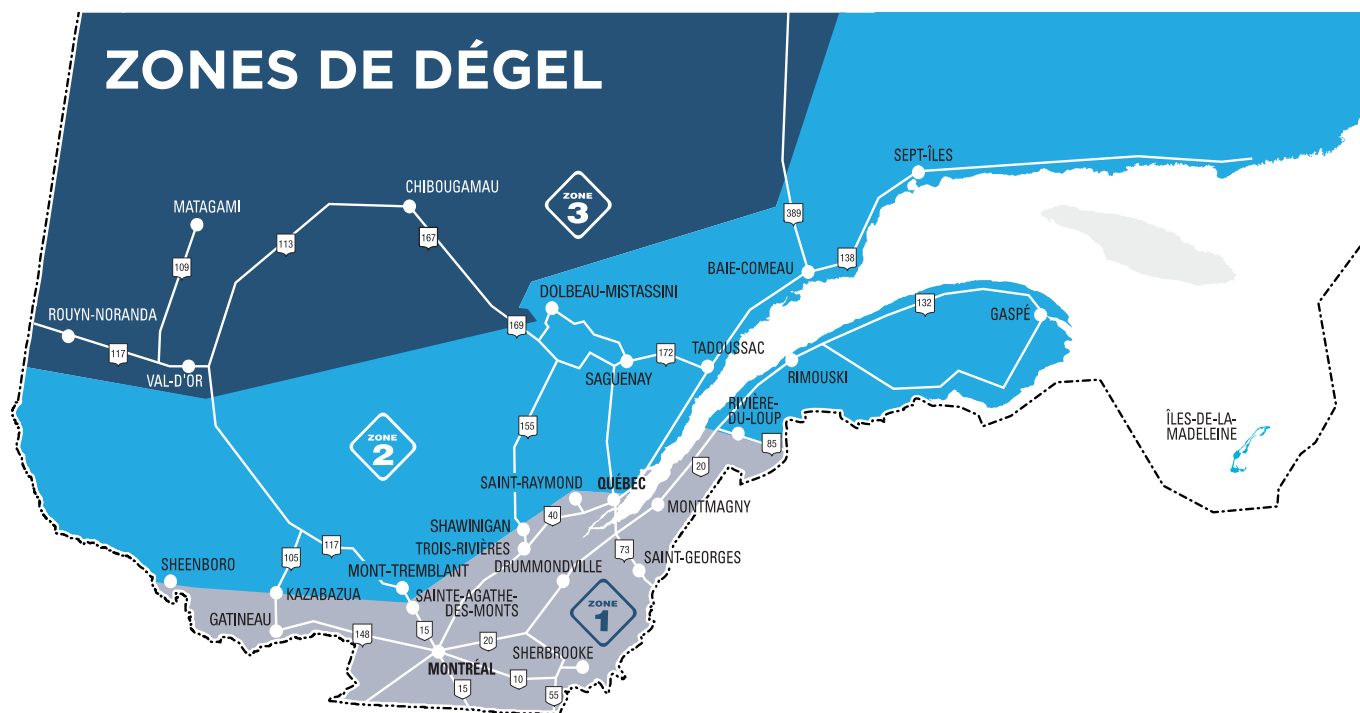 ZONES DE DÉGEL
SEPT-ÎLES
CHIBOUGAMAU
ZONE
3
MATAGAMI
389
113
167
138
109
BAIE-COMEAU
DOLBEAU-MISTASSINI
132
ROUYN-NORANDA
GASPÉ
169
117
172
TADOUSSAC
VAL-D'OR
SAGUENAY
RIMOUSKI
RIVIÈRE-
DU-LOUP
155
ÎLES-DE-LA-
MADELEINE
ZONE
2
85
20
SAINT-RAYMOND
QUÉBEC
MONTMAGNY
40
SHAWINIGAN
TROIS-RIVIÈRES
73
117
105
SAINT-GEORGES
SHEENBORO
DRUMMONDVILLE
MONT-TREMBLANT
KAZABAZUA
SAINTE-AGATHE-
DES-MONTS
ZONE
1
GATINEAU
148
15
20
SHERBROOKE
MONTRÉAL
10
15
55